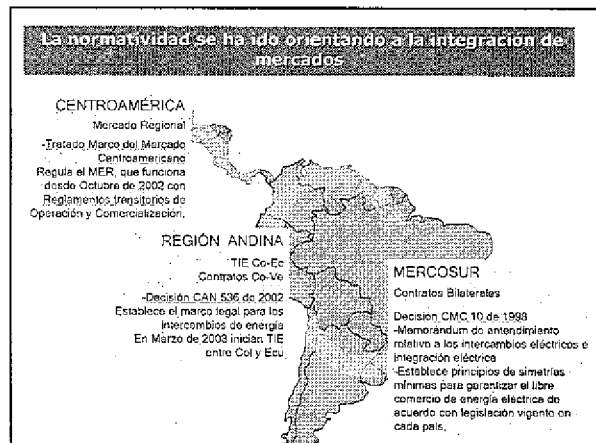 La normatividad se ha ido orientando a la integración de
mercados
CENTROAMÉRICA
Mercado Regional
-Tratado Marco del Mercado
Centroamericano
Regula el MER, que funciona
desde Octubre de 2002 con
Reglamentos transitorios de
Operación y Comercialización.
REGIÓN ANDINA
TIE Co-Ec
Contratos Co-Ve
-Decisión CAN 536 de 2002
Establece el marco legal para los
intercambios de energía
En Marzo de 2003 inician TIE
entre Col y Ecu
MERCOSUR
Contratos Bilaterales
Decisión CMC 10 de 1998
-Memorándum de entendimiento
relativo a los intercambios eléctricos e
integración eléctrica
-Establece principios de simetrías
mínimas para garantizar el libre
comercio de energía eléctrica de
acuerdo con legislación vigente en
cada país.